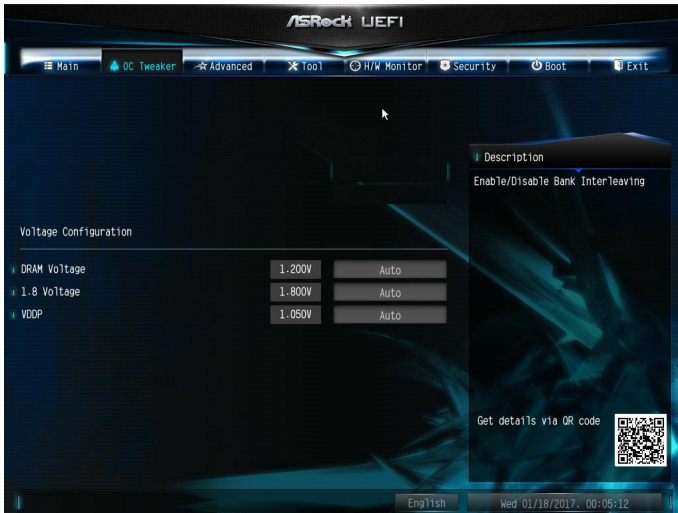 ASRock UEFI
Main
OC Tweaker
Advanced
Tool
H/W Monitor
Security
Boot
Exit
Description
Enable/Disable Bank Interleaving
Voltage Configuration
DRAM Voltage 1.200V Auto
1.8 Voltage 1.800V Auto
VDDP 1.050V Auto
Get details via QR code
English
Wed 01/18/2017, 00:05:12